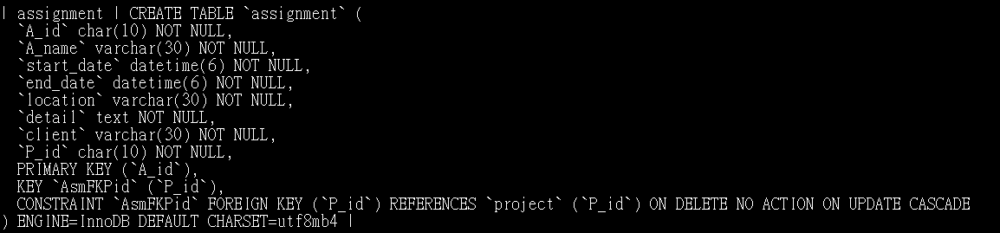 | assignment | CREATE TABLE `assignment` (
  `A_id` char(10) NOT NULL,
  `A_name` varchar(30) NOT NULL,
  `start_date` datetime(6) NOT NULL,
  `end_date` datetime(6) NOT NULL,
  `location` varchar(30) NOT NULL,
  `detail` text NOT NULL,
  `client` varchar(30) NOT NULL,
  `P_id` char(10) NOT NULL,
  PRIMARY KEY (`A_id`),
  KEY `AsmFKPid` (`P_id`),
  CONSTRAINT `AsmFKPid` FOREIGN KEY (`P_id`) REFERENCES `project` (`P_id`) ON DELETE NO ACTION ON UPDATE CASCADE
) ENGINE=InnoDB DEFAULT CHARSET=utf8mb4 |